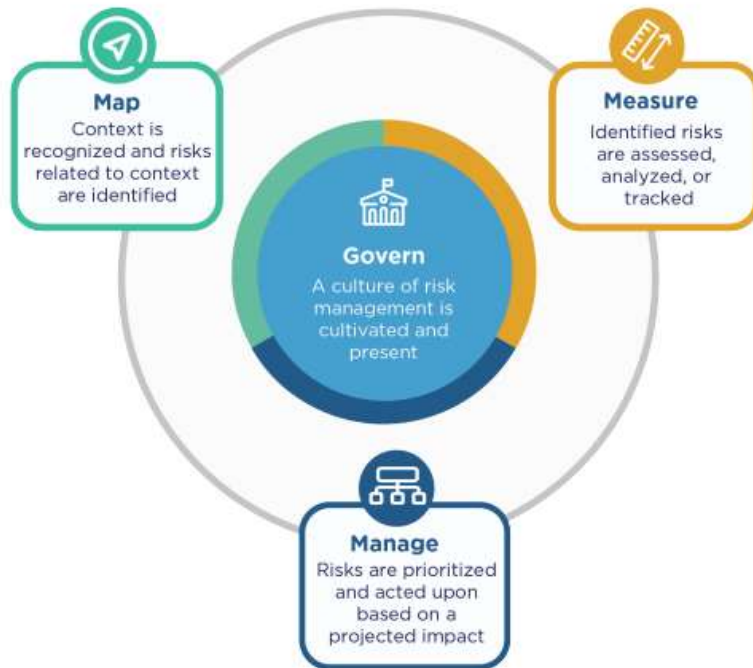 Map
Context is
recognized and risks
related to context
are identified
Measure
Identified risks
are assessed,
analyzed, or
tracked
Govern
A culture of risk
management is
cultivated and
present
Manage
Risks are prioritized
and acted upon
based on a
projected impact